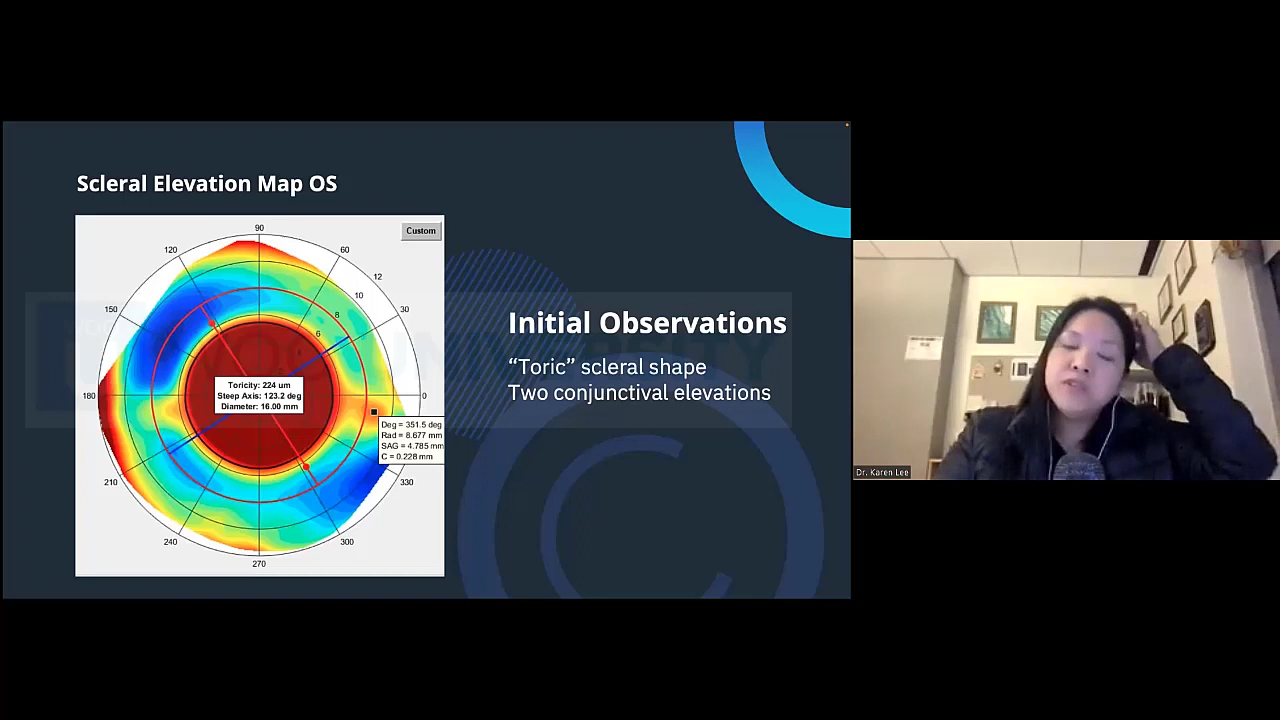 Scleral Elevation Map OS
Custom
90
120
60
12
150
10
30
8
6
4
Toricity: 224 um
Steep Axis: 123.2 deg
Diameter: 16.00 mm
180
0
Deg = 351.5 deg
Rad = 8.677 mm
SAG = 4.785 mm
C = 0.228 mm
210
330
240
300
270
Initial Observations
“Toric” scleral shape
Two conjunctival elevations
Dr. Karen Lee